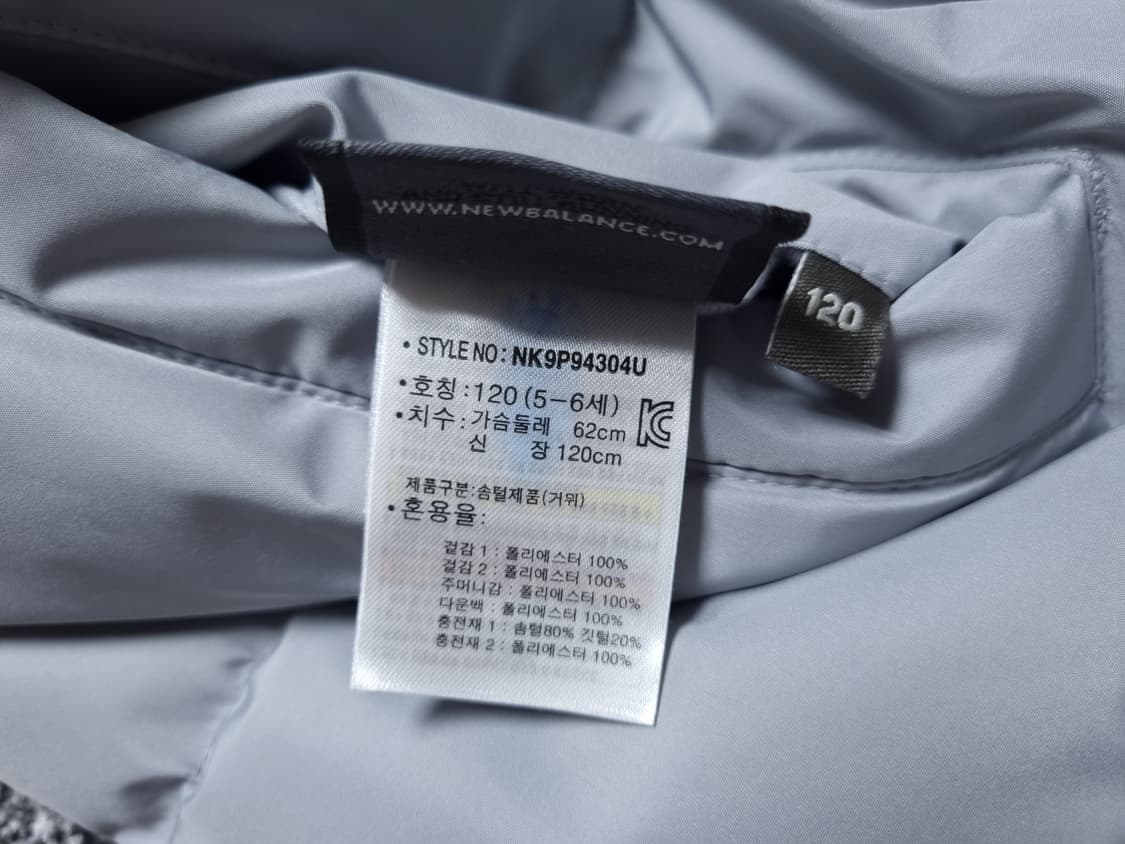 WWW.NEWBALANCE.COM
120
• STYLE NO : NK9P94304U
• 호칭 : 120 (5-6세)
• 치수 : 가슴둘레 62cm
신 장 120cm
제품구분:솜털제품(거위)
• 혼용율 :
겉감 1 : 폴리에스터 100%
겉감 2 : 폴리에스터 100%
주머니감 : 폴리에스터 100%
다운백 : 폴리에스터 100%
충전재 1 : 솜털80% 깃털20%
충전재 2 : 폴리에스터 100%